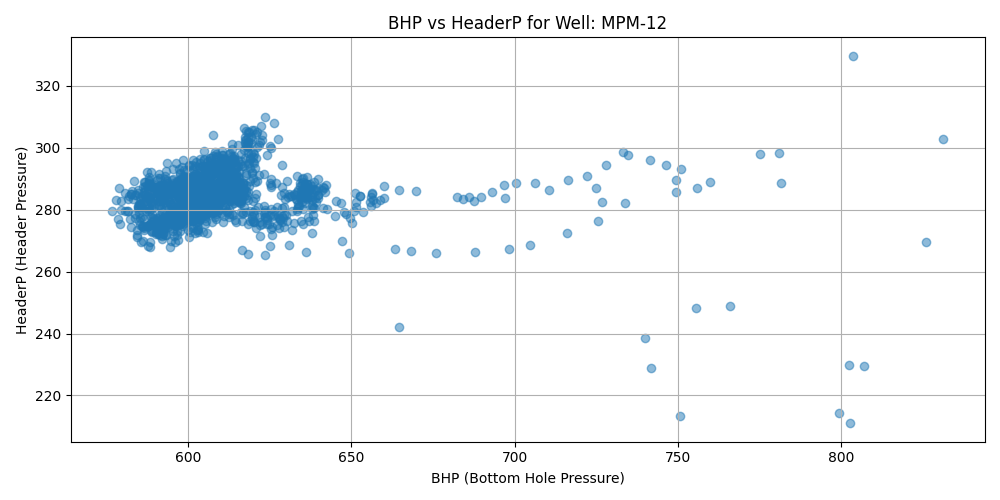 BHP vs HeaderP for Well: MPM-12
HeaderP (Header Pressure)
320
300
280
260
240
220
600 650 700 750 800
BHP (Bottom Hole Pressure)